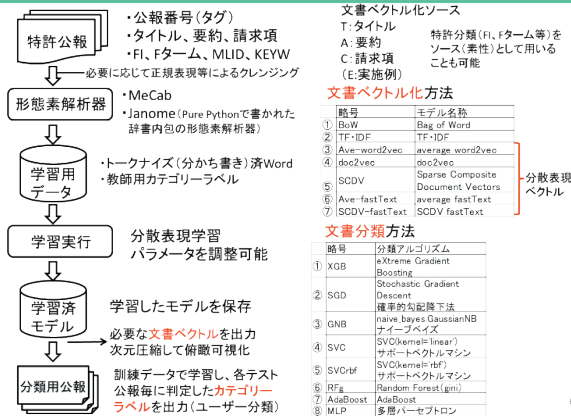 特許公報
・公報番号(タグ)
・タイトル、要約、請求項
・FI、Fターム、MLID、KEYW
必要に応じて正規表現等によるクレンジング
形態素解析器
・MeCab
・Janome(Pure Pythonで書かれた
辞書内包の形態素解析器)
学習用
データ
・トークナイズ(分かち書き)済Word
・教師用カテゴリーラベル
学習実行
分散表現学習
パラメータを調整可能
学習済
モデル
学習したモデルを保存
必要な文書ベクトルを出力
次元圧縮して俯瞰可視化
分類用公報
訓練データで学習し、各テスト
公報毎に判定したカテゴリー
ラベルを出力(ユーザー分類)
文書ベクトル化ソース
T:タイトル
A:要約
C:請求項
(E:実施例)
特許分類(FI、Fターム等)を
ソース(素性)として用いる
ことも可能
文書ベクトル化方法
略号 モデル名称
① BoW Bag of Word
② TF・IDF TF・IDF
③ Ave-word2vec average word2vec
④ doc2vec doc2vec
⑤ SCDV Sparse Composite
Document Vectors
⑥ Ave-fastText average fastText
⑦ SCDV-fastText SCDV fastText
分散表現
ベクトル
文書分類方法
略号 分類アルゴリズム
① XGB eXtreme Gradient
Boosting
② SGD Stochastic Gradient
Descent
確率的勾配降下法
③ GNB naive_bayes.GaussianNB
ナイーブベイズ
④ SVC SVC(kernel='linear')
サポートベクトルマシン
⑤ SVCrbf SVC(kernel='rbf')
サポートベクトルマシン
⑥ RFg Random Forest(gini)
⑦ AdaBoost AdaBoost
⑧ MLP 多層パーセプトロン